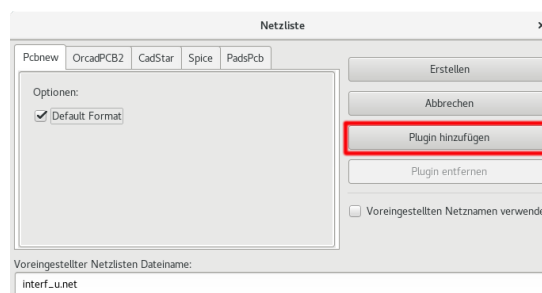 Netzliste
Pcbnew OrcadPCB2 CadStar Spice PadsPcb
Optionen:
Default Format
Erstellen
Abbrechen
Plugin hinzufügen
Plugin entfernen
Voreingestellten Netznamen verwende
Voreingestellter Netzlisten Dateiname:
interf_u.net